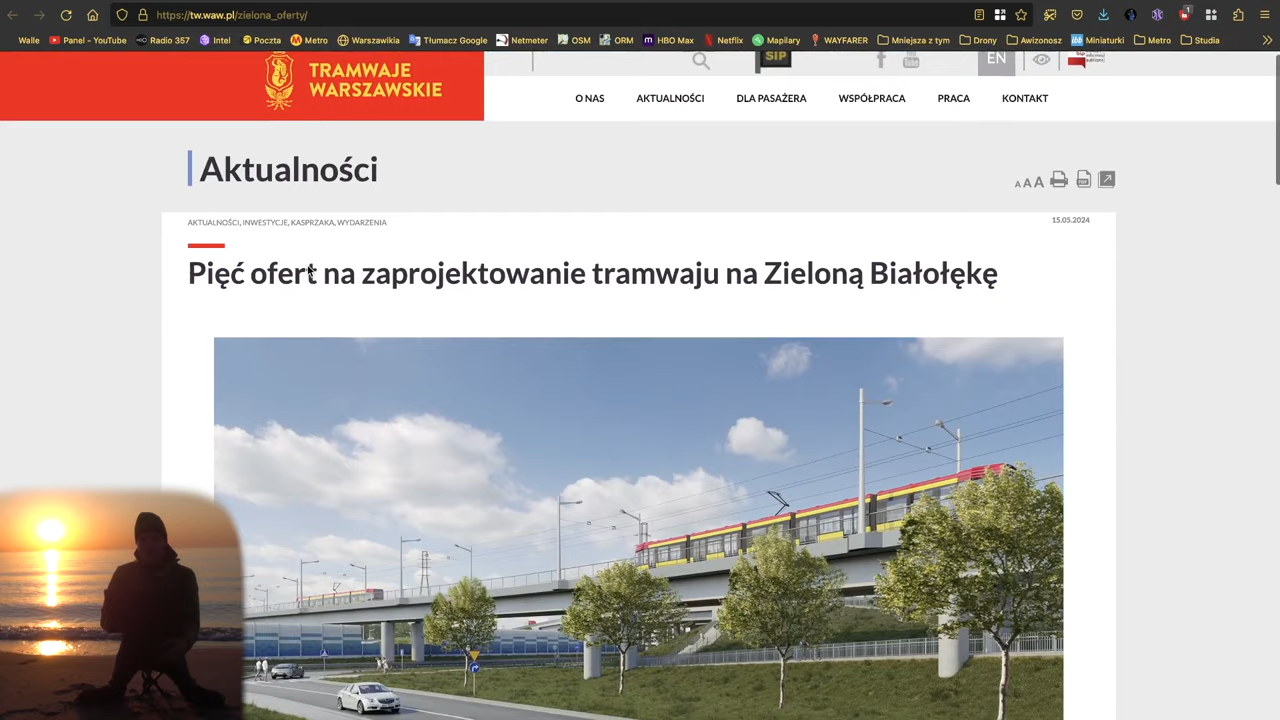 https://tw.waw.pl/zielona_oferty/
1
Walle Panel - YouTube Radio 357 Intel Poczta Metro Warszawikia Tłumacz Google Netmeter OSM ORM HBO Max Netflix Mapilary WAYFARER Mniejsza z tym Drony Awizonosz Miniaturki Metro Studia
TRAMWAJE
WARSZAWSKIE
SIP
EN
O NAS AKTUALNOŚCI DLA PASAŻERA WSPÓŁPRACA PRACA KONTAKT
Aktualności
A A A
AKTUALNOŚCI, INWESTYCJE, KASPRZAKA, WYDARZENIA
15.05.2024
Pięć ofert na zaprojektowanie tramwaju na Zieloną Białołękę